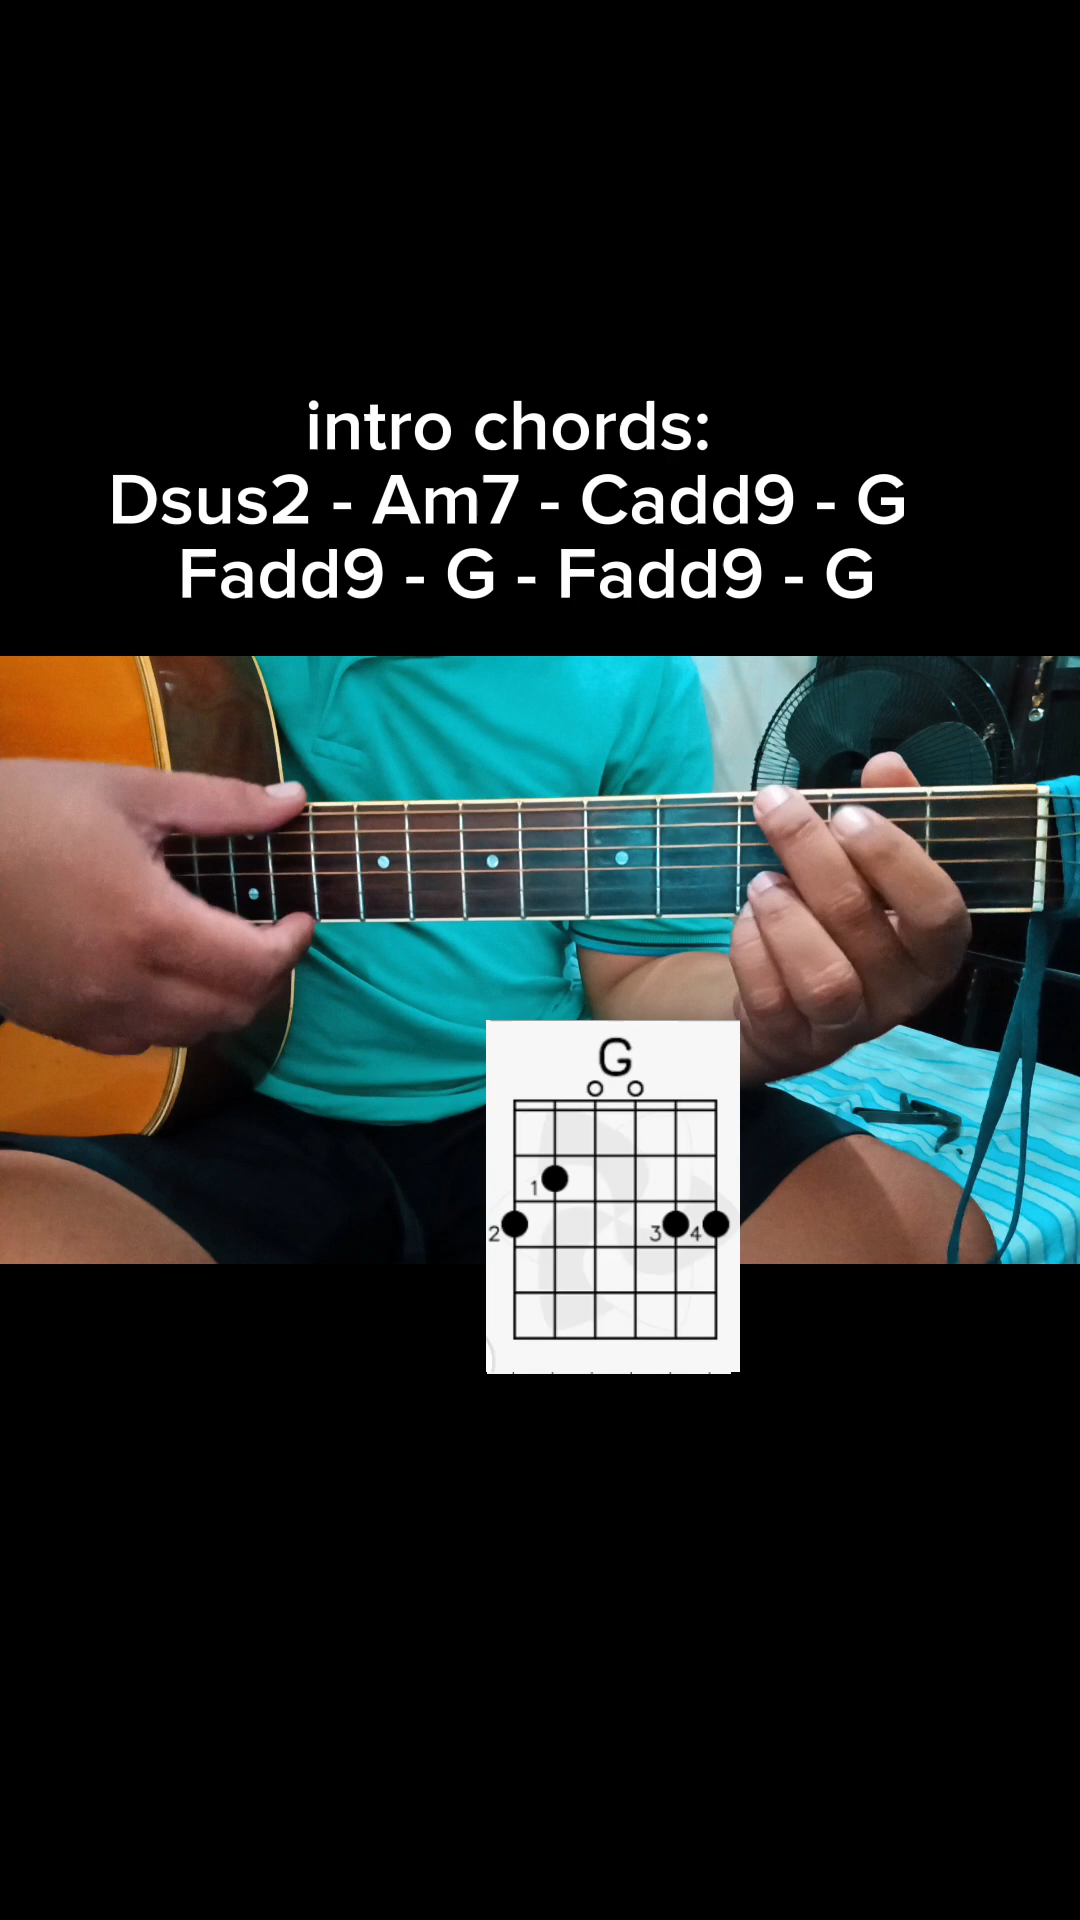 intro chords:
Dsus2 - Am7 - Cadd9 - G
Fadd9 - G - Fadd9 - G
G
1
2 3 4